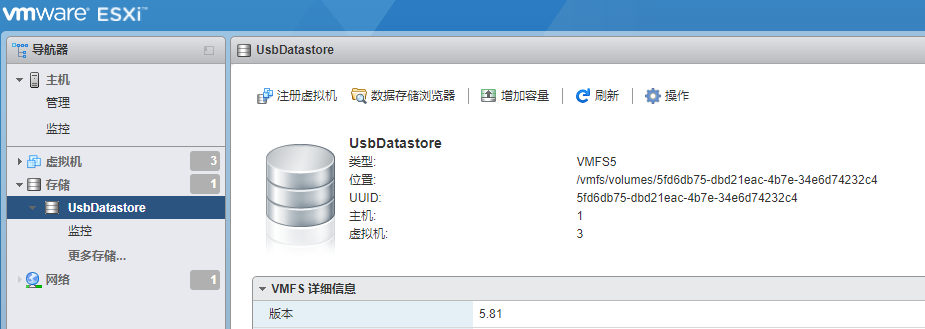 vmware ESXi™
导航器
主机
管理
监控
虚拟机 3
存储 1
UsbDatastore
监控
更多存储...
网络 1
UsbDatastore
注册虚拟机 数据存储浏览器 增加容量 刷新 操作
UsbDatastore
类型: VMFS5
位置: /vmfs/volumes/5fd6db75-dbd21eac-4b7e-34e6d74232c4
UUID: 5fd6db75-dbd21eac-4b7e-34e6d74232c4
主机: 1
虚拟机: 3
VMFS 详细信息
版本 5.81